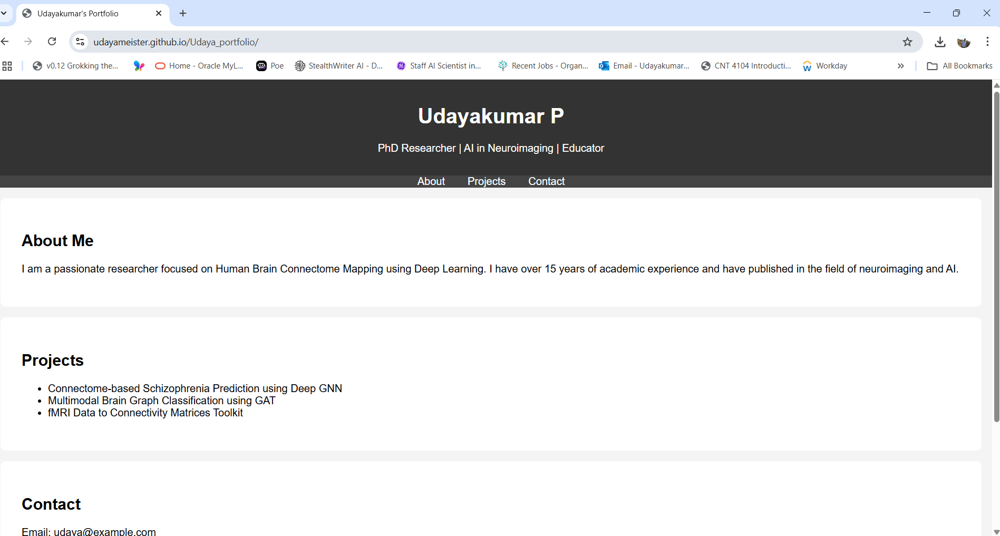 Udayakumar's Portfolio
udayameister.github.io/Udaya_portfolio/
v0.12 Grokking the... Home - Oracle MyL... Poe StealthWriter AI - D... Staff AI Scientist in... Recent Jobs - Organ... Email - Udayakumar... CNT 4104 Introducti... Workday » All Bookmarks
Udayakumar P
PhD Researcher | AI in Neuroimaging | Educator
About Projects Contact
About Me
I am a passionate researcher focused on Human Brain Connectome Mapping using Deep Learning. I have over 15 years of academic experience and have published in the field of neuroimaging and AI.
Projects
• Connectome-based Schizophrenia Prediction using Deep GNN
• Multimodal Brain Graph Classification using GAT
• fMRI Data to Connectivity Matrices Toolkit
Contact
Email: udaya@example.com